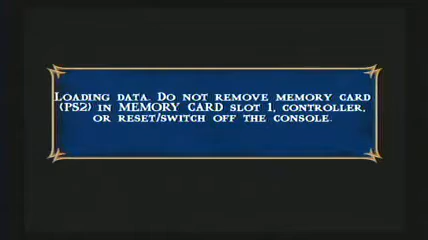 Loading data. Do not remove memory card
(PS2) in MEMORY CARD slot 1, controller,
or reset/switch off the console.